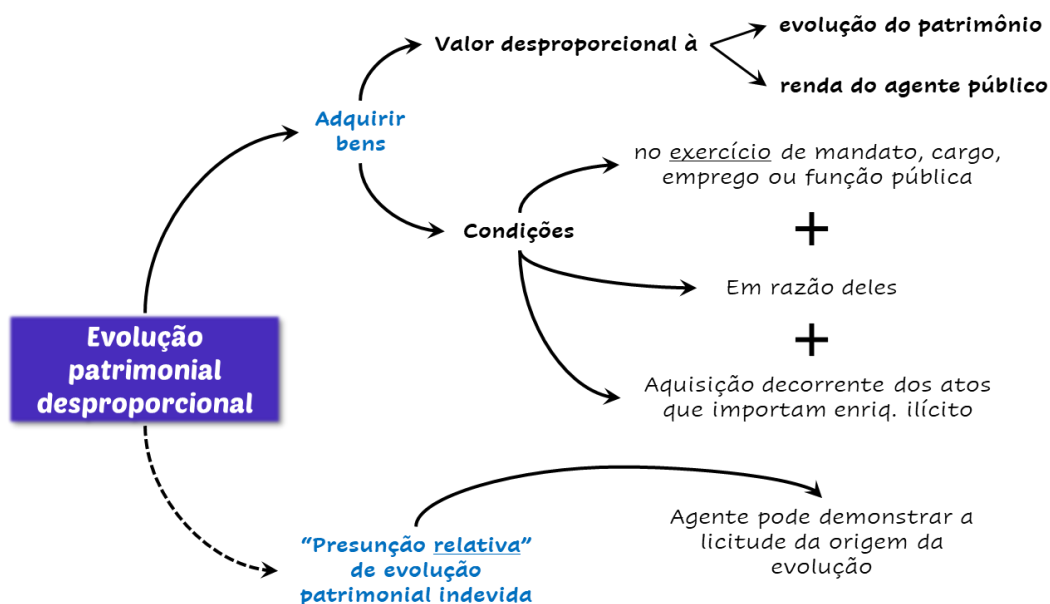 Evolução
patrimonial
desproporcional
Adquirir
bens
Valor desproporcional à
evolução do patrimônio
renda do agente público
Condições
no exercício de mandato, cargo,
emprego ou função pública
+
Em razão deles
+
Aquisição decorrente dos atos
que importam enriq. ilícito
“Presunção relativa”
de evolução
patrimonial indevida
Agente pode demonstrar a
licitude da origem da
evolução